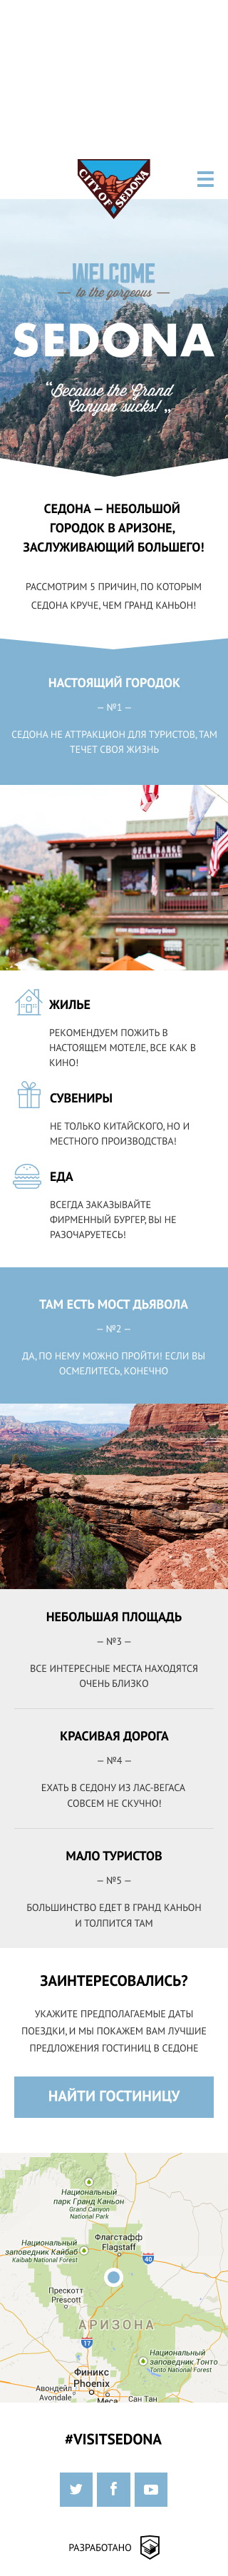 CITY OF SEDONA
WELCOME
to the gorgeous
SEDONA
“Because the Grand
Canyon sucks! „
СЕДОНА — НЕБОЛЬШОЙ
ГОРОДОК В АРИЗОНЕ,
ЗАСЛУЖИВАЮЩИЙ БОЛЬШЕГО!
РАССМОТРИМ 5 ПРИЧИН, ПО КОТОРЫМ
СЕДОНА КРУЧЕ, ЧЕМ ГРАНД КАНЬОН!
НАСТОЯЩИЙ ГОРОДОК
— №1 —
СЕДОНА НЕ АТТРАКЦИОН ДЛЯ ТУРИСТОВ, ТАМ
ТЕЧЕТ СВОЯ ЖИЗНЬ
ЖИЛЬЕ
РЕКОМЕНДУЕМ ПОЖИТЬ В
НАСТОЯЩЕМ МОТЕЛЕ, ВСЕ КАК В
КИНО!
СУВЕНИРЫ
НЕ ТОЛЬКО КИТАЙСКОГО, НО И
МЕСТНОГО ПРОИЗВОДСТВА!
ЕДА
ВСЕГДА ЗАКАЗЫВАЙТЕ
ФИРМЕННЫЙ БУРГЕР, ВЫ НЕ
РАЗОЧАРУЕТЕСЬ!
ТАМ ЕСТЬ МОСТ ДЬЯВОЛА
— №2 —
ДА, ПО НЕМУ МОЖНО ПРОЙТИ! ЕСЛИ ВЫ
ОСМЕЛИТЕСЬ, КОНЕЧНО
НЕБОЛЬШАЯ ПЛОЩАДЬ
— №3 —
ВСЕ ИНТЕРЕСНЫЕ МЕСТА НАХОДЯТСЯ
ОЧЕНЬ БЛИЗКО
КРАСИВАЯ ДОРОГА
— №4 —
ЕХАТЬ В СЕДОНУ ИЗ ЛАС-ВЕГАСА
СОВСЕМ НЕ СКУЧНО!
МАЛО ТУРИСТОВ
— №5 —
БОЛЬШИНСТВО ЕДЕТ В ГРАНД КАНЬОН
И ТОЛПИТСЯ ТАМ
ЗАИНТЕРЕСОВАЛИСЬ?
УКАЖИТЕ ПРЕДПОЛАГАЕМЫЕ ДАТЫ
ПОЕЗДКИ, И МЫ ПОКАЖЕМ ВАМ ЛУЧШИЕ
ПРЕДЛОЖЕНИЯ ГОСТИНИЦ В СЕДОНЕ
НАЙТИ ГОСТИНИЦУ
Национальный
парк Гранд Каньон
Grand Canyon
National Park
Флагстафф
Flagstaff
Национальный
заповедник Кайбаб
Kaibab National Forest
40
Прескотт
Prescott
АРИЗОНА
17
Национальный
заповедник Тонто
Tonto National Forest
Финикс
Phoenix
Авондейл
Avondale
Меса
Сан Тан
#VISITSEDONA
РАЗРАБОТАНО